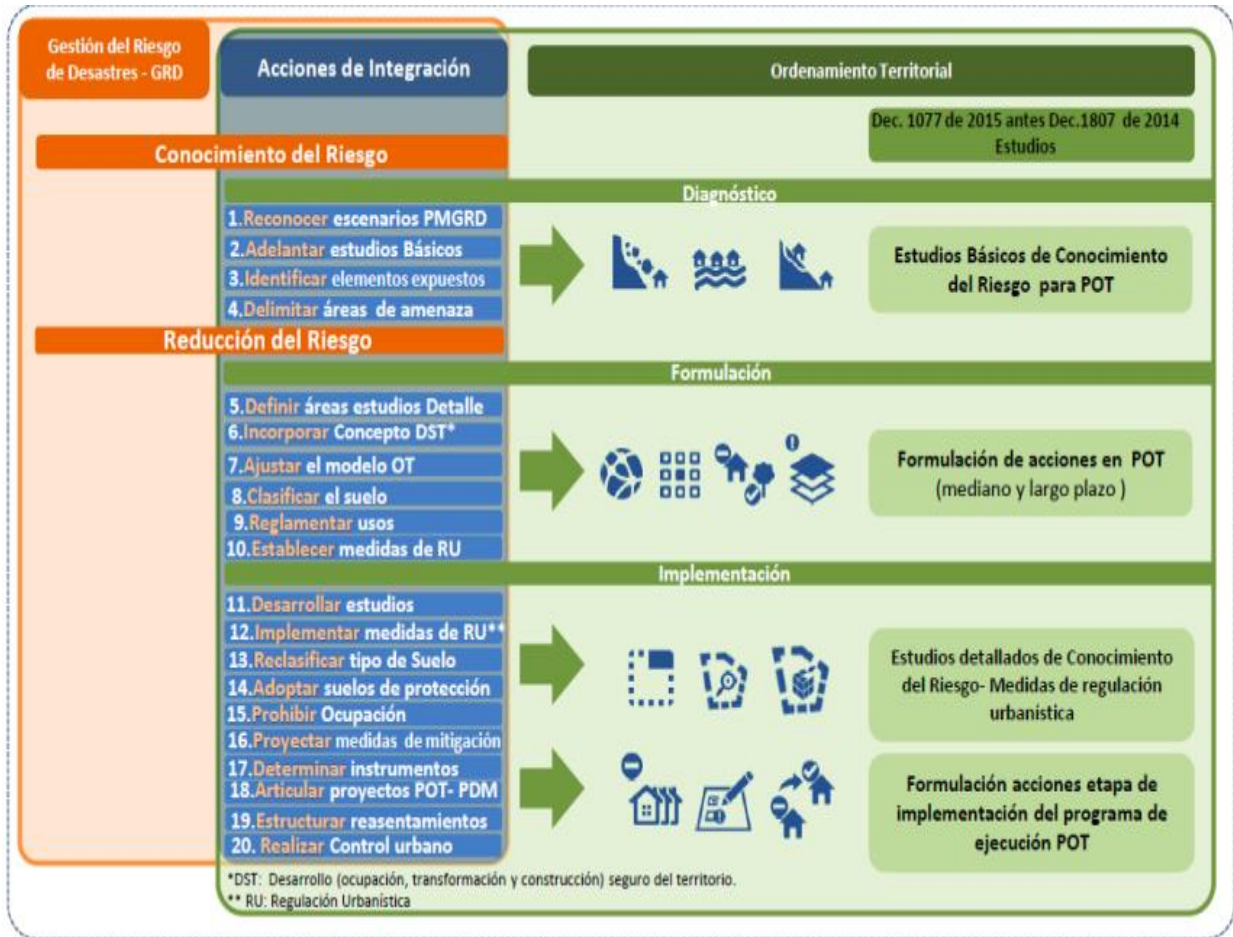 Gestión del Riesgo
de Desastres - GRD
Acciones de Integración
Ordenamiento Territorial
Dec. 1077 de 2015 antes Dec.1807 de 2014
Estudios
Conocimiento del Riesgo
Diagnóstico
1.Reconocer escenarios PMGRD
2.Adelantar estudios Básicos
3.Identificar elementos expuestos
4.Delimitar áreas de amenaza
Estudios Básicos de Conocimiento
del Riesgo para POT
Reducción del Riesgo
Formulación
5.Definir áreas estudios Detalle
6.Incorporar Concepto DST*
7.Ajustar el modelo OT
8.Clasificar el suelo
9.Reglamentar usos
10.Establecer medidas de RU
Formulación de acciones en POT
(mediano y largo plazo )
Implementación
11.Desarrollar estudios
12.Implementar medidas de RU**
13.Reclasificar tipo de Suelo
14.Adoptar suelos de protección
15.Prohibir Ocupación
16.Proyectar medidas de mitigación
17.Determinar instrumentos
18.Articular proyectos POT- PDM
19.Estructurar reasentamientos
20. Realizar Control urbano
Estudios detallados de Conocimiento
del Riesgo- Medidas de regulación
urbanística
Formulación acciones etapa de
implementación del programa de
ejecución POT
*DST: Desarrollo (ocupación, transformación y construcción) seguro del territorio.
** RU: Regulación Urbanística